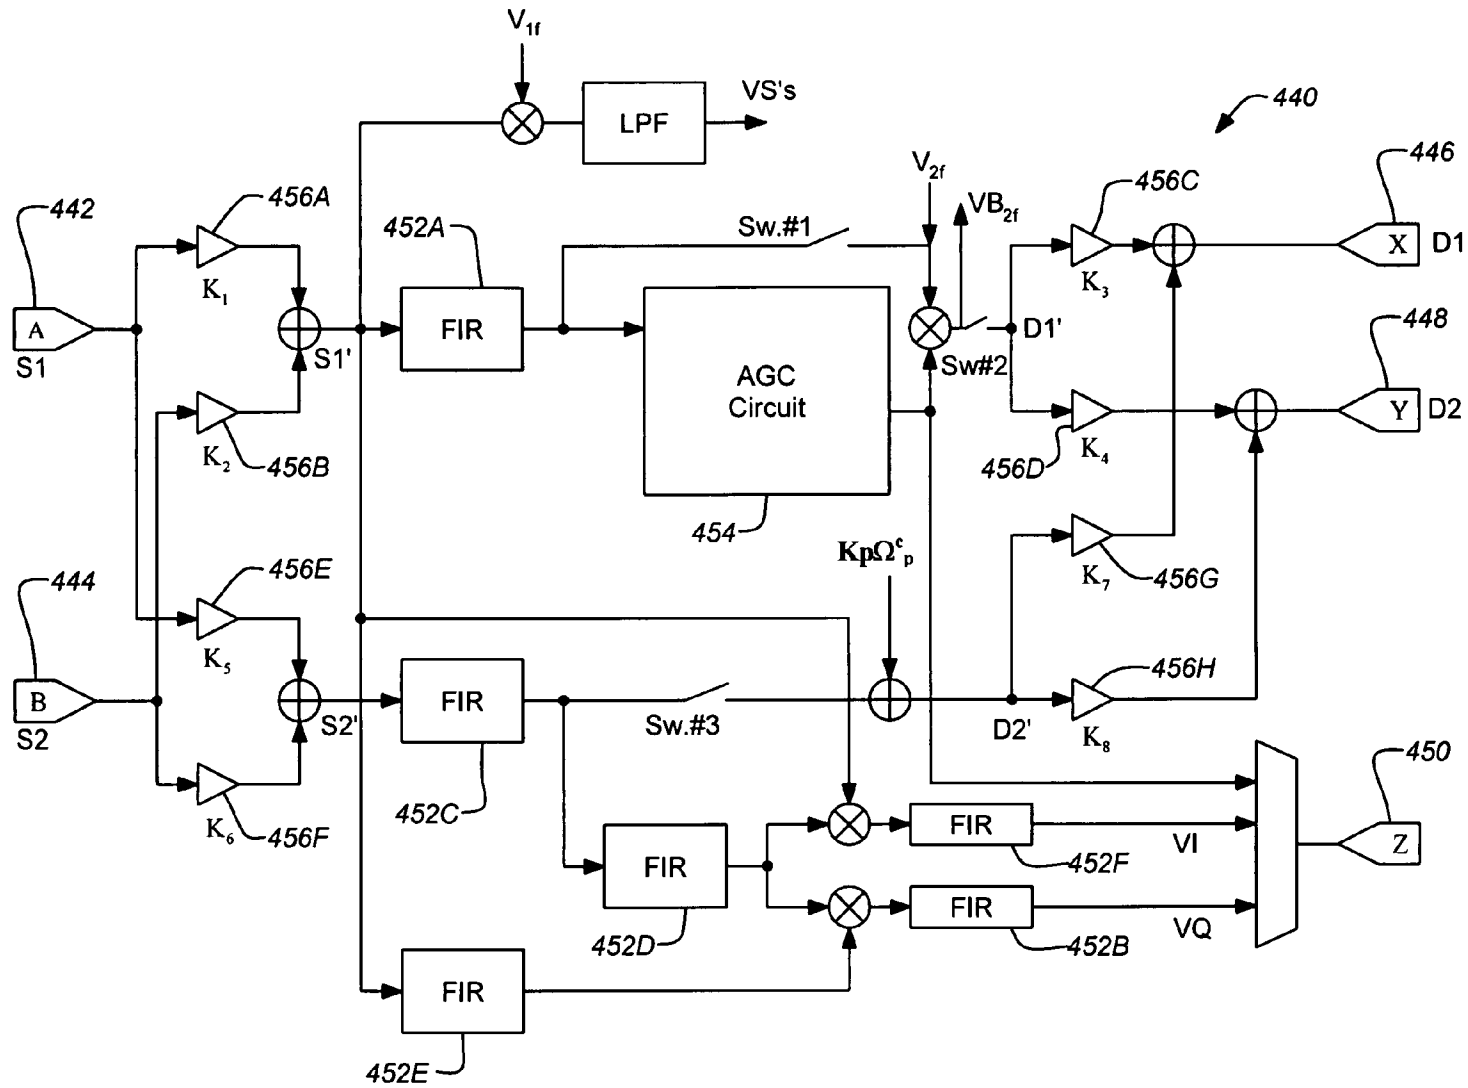 V1f
VS's
LPF
440
V2f
VB2f
456C
446
442
456A
452A
Sw.#1
X
D1
K1
K3
FIR
A
S1
S1'
D1'
Sw#2
448
AGC
Circuit
Y
D2
K2
456B
456D
K4
454
KpΩᶜp
444
456E
K7
456G
K5
456H
FIR
B
S2
S2'
Sw.#3
D2'
K8
450
452C
K6
456F
FIR
VI
Z
452F
FIR
FIR
VQ
452D
452B
FIR
452E